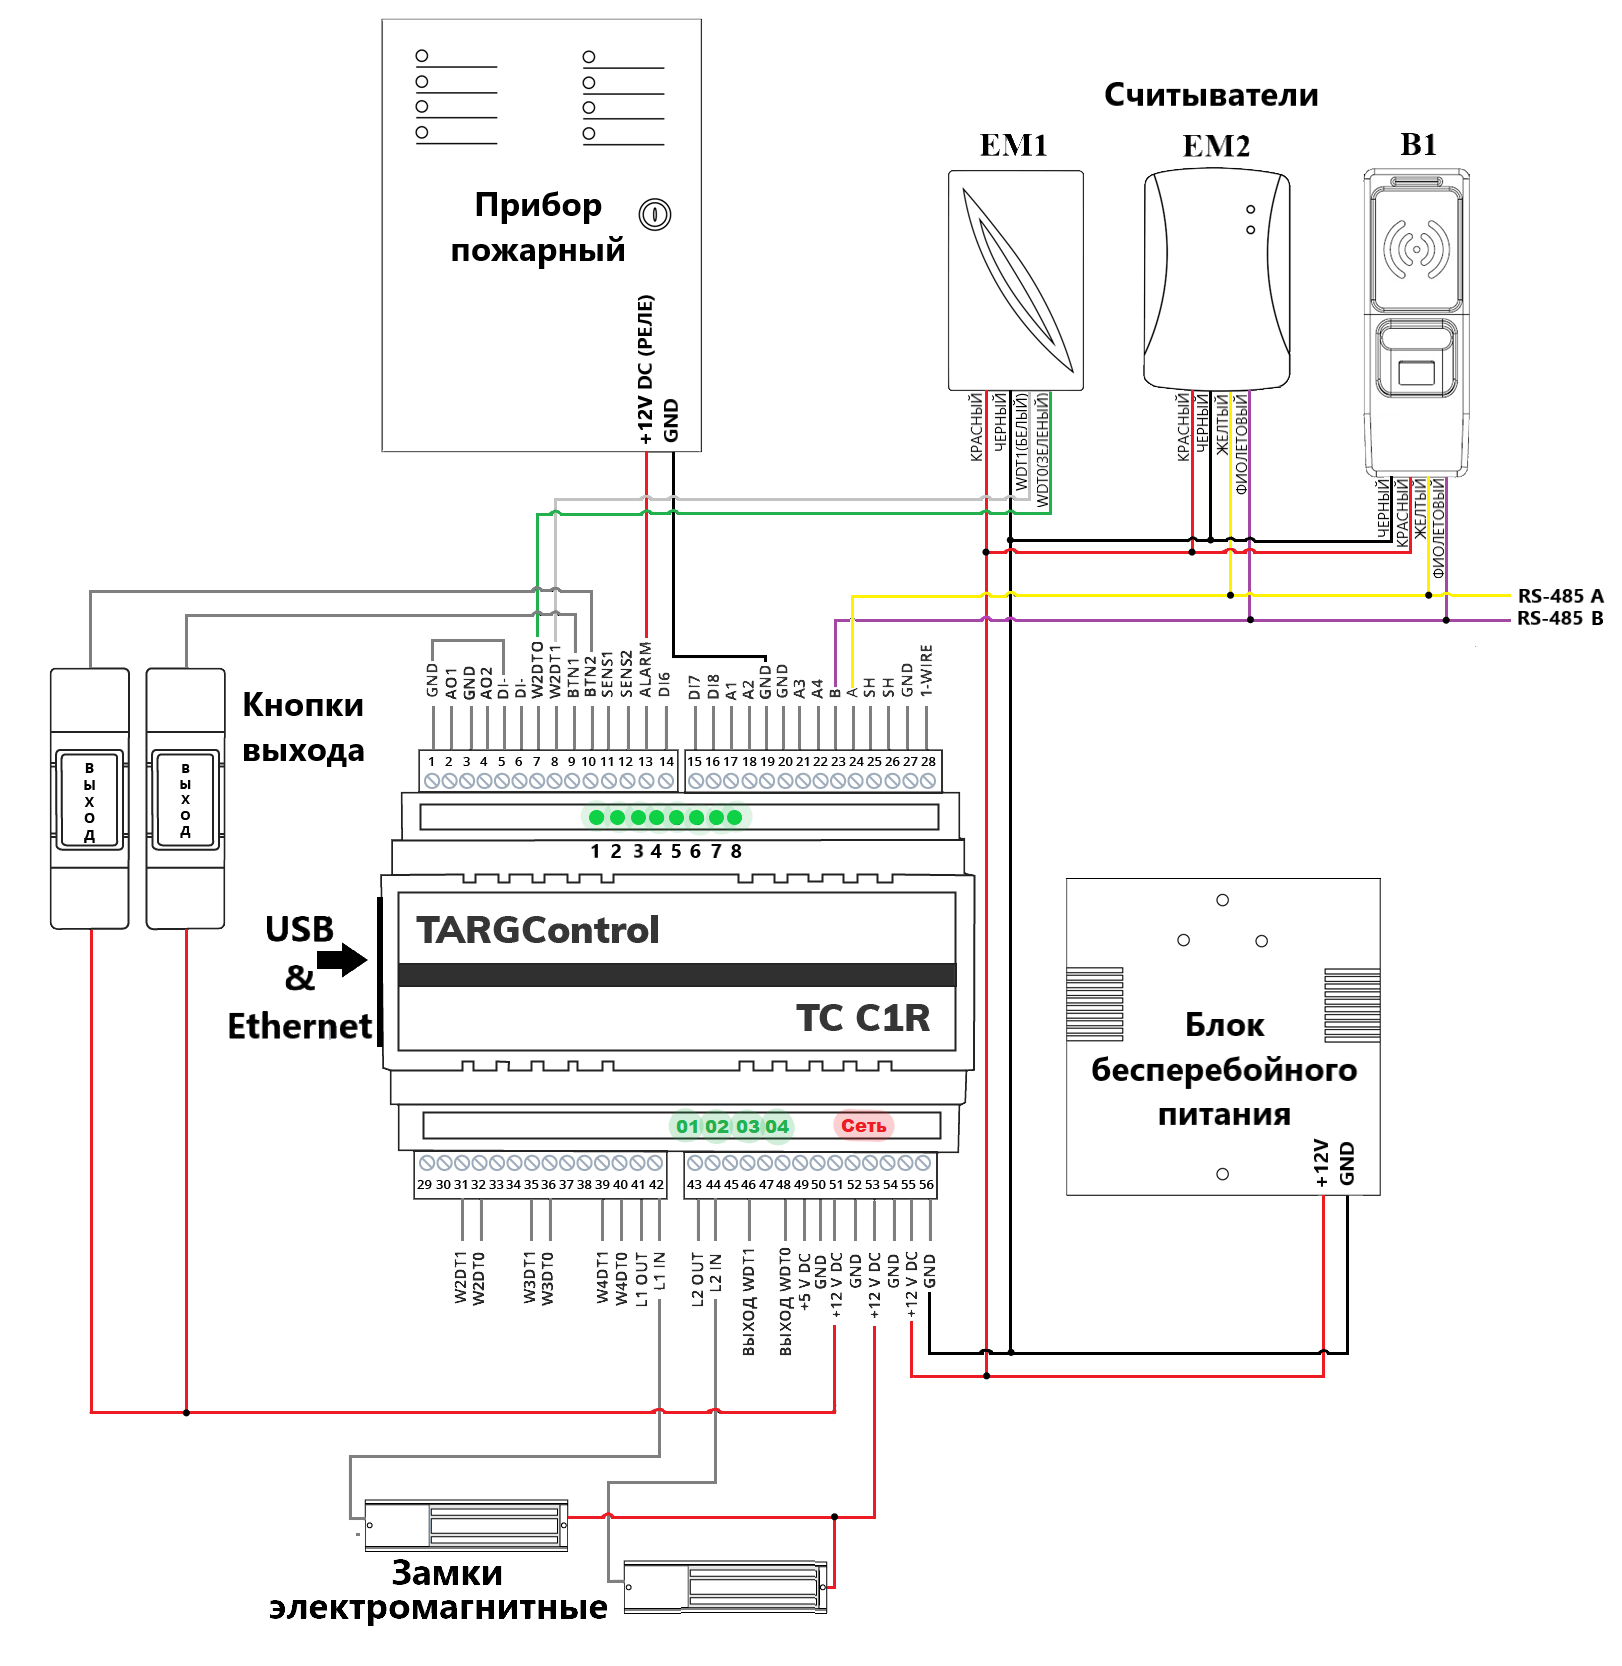 Считыватели
EM1
EM2
B1
Прибор
пожарный
+12V DC (РЕЛЕ)
GND
КРАСНЫЙ
ЧЕРНЫЙ
WDT1(БЕЛЫЙ)
WDT0(ЗЕЛЕНЫЙ)
КРАСНЫЙ
ЧЕРНЫЙ
ЖЕЛТЫЙ
ФИОЛЕТОВЫЙ
ЧЕРНЫЙ
КРАСНЫЙ
ЖЕЛТЫЙ
ФИОЛЕТОВЫЙ
RS-485 A
RS-485 B
Кнопки
выхода
ВЫХОД
ВЫХОД
GND
AO1
GND
AO2
DI-
DI-
W2DTO
W2DT1
BTN1
BTN2
SENS1
SENS2
ALARM
DI6
DI7
DI8
A1
A2
GND
GND
A3
A4
B
A
SH
SH
GND
1-WIRE
1 2 3 4 5 6 7 8 9 10 11 12 13 14 15 16 17 18 19 20 21 22 23 24 25 26 27 28
1 2 3 4 5 6 7 8
USB
&
Ethernet
TARGControl
TC C1R
Блок
бесперебойного
питания
+12V
GND
01 02 03 04 Сеть
29 30 31 32 33 34 35 36 37 38 39 40 41 42 43 44 45 46 47 48 49 50 51 52 53 54 55 56
W2DT1
W2DT0
W3DT1
W3DT0
W4DT1
W4DT0
L1 OUT
L1 IN
L2 OUT
L2 IN
ВЫХОД WDT1
ВЫХОД WDT0
+5 V DC
GND
+12 V DC
GND
+12 V DC
GND
+12 V DC
GND
Замки
электромагнитные